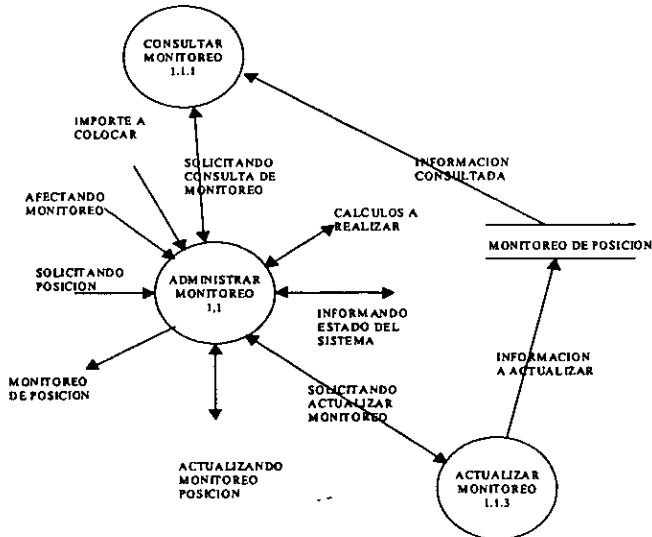 CONSULTAR
MONITOREO
1.1.1
IMPORTE A
COLOCAR
SOLICITANDO
CONSULTA DE
MONITOREO
INFORMACION
CONSULTADA
AFECTANDO
MONITOREO
CALCULOS A
REALIZAR
MONITOREO DE POSICION
SOLICITANDO
POSICION
ADMINISTRAR
MONITOREO
1,1
INFORMANDO
ESTADO DEL
SISTEMA
MONITOREO
DE POSICION
INFORMACION
A ACTUALIZAR
SOLICITANDO
ACTUALIZAR
MONITOREO
ACTUALIZANDO
MONITOREO
POSICION
ACTUALIZAR
MONITOREO
1.1.3